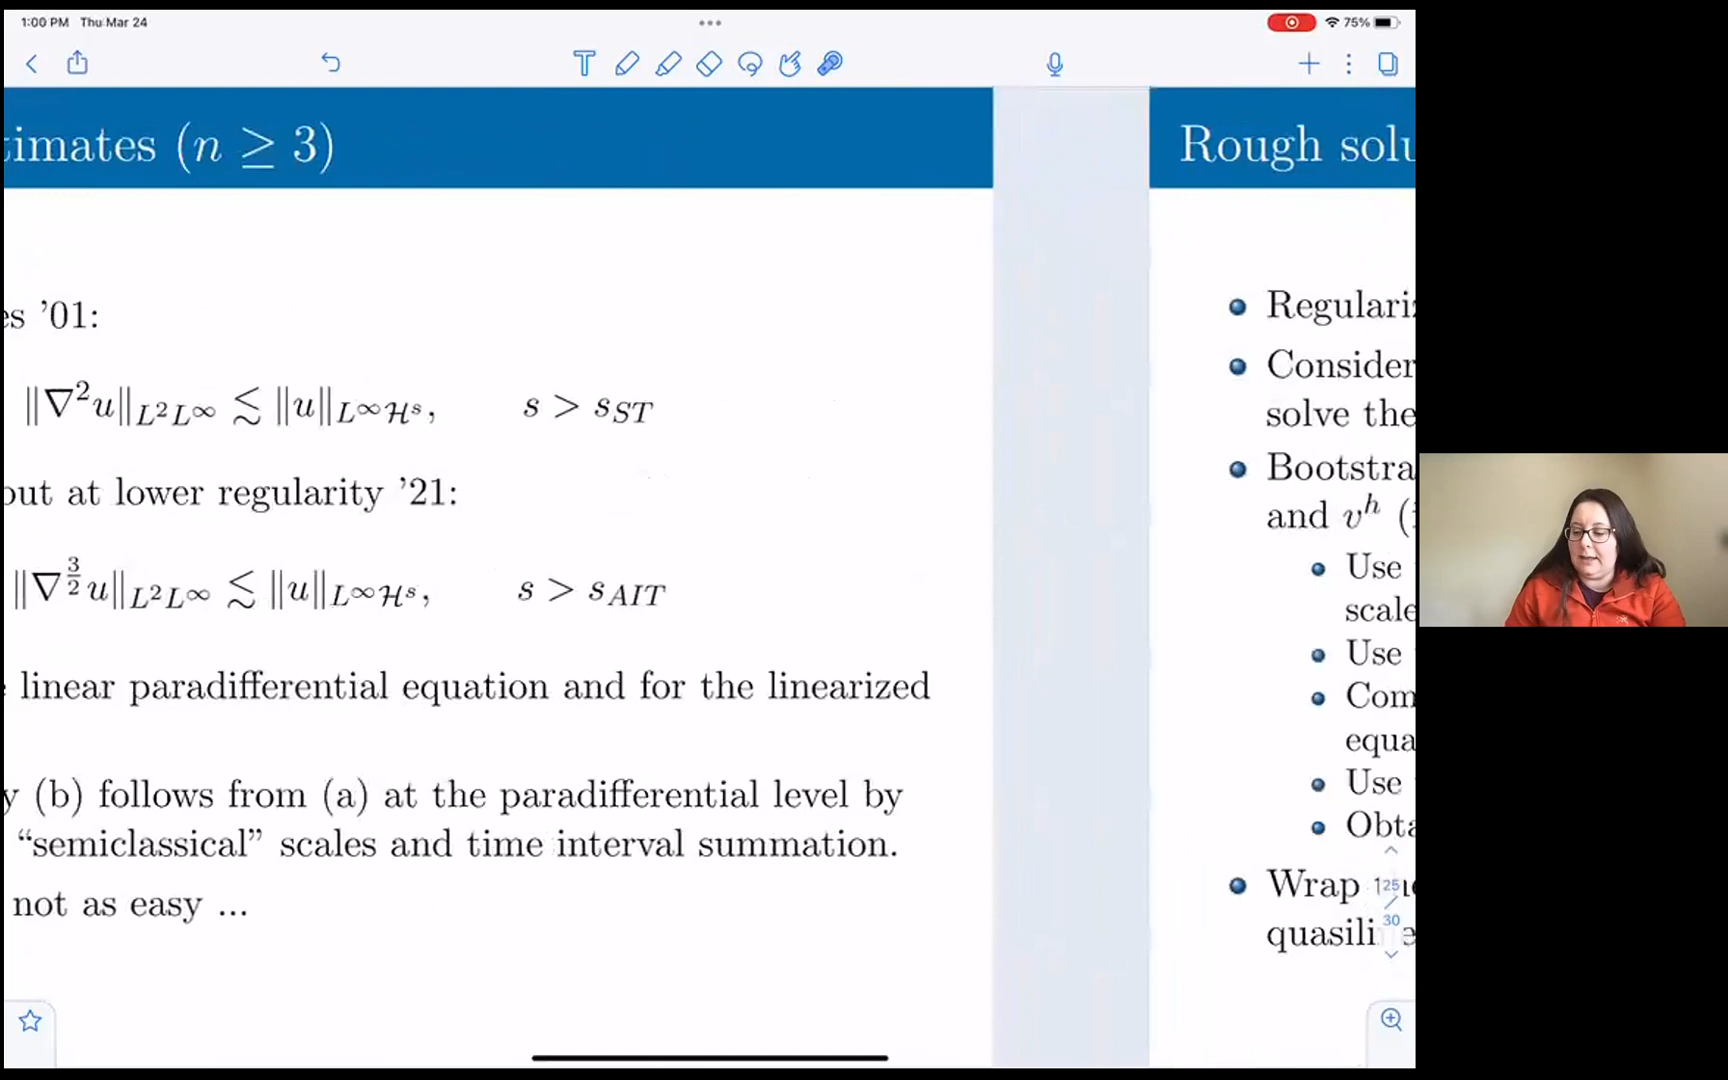 1:00 PM Thu Mar 24
75%
timates (n ≥ 3)
es '01:
‖∇²u‖_{L²L^∞} ≲ ‖u‖_{L^∞ℋ^s}, s > s_{ST}
out at lower regularity '21:
‖∇^{3/2}u‖_{L²L^∞} ≲ ‖u‖_{L^∞ℋ^s}, s > s_{AIT}
linear paradifferential equation and for the linearized
y (b) follows from (a) at the paradifferential level by
“semiclassical” scales and time interval summation.
not as easy ...
Rough solu
Regulari
Consider
solve the
Bootstra
and v^h (
Use
scale
Use
Com
equa
Use
Obta
Wrap
quasili
25
30